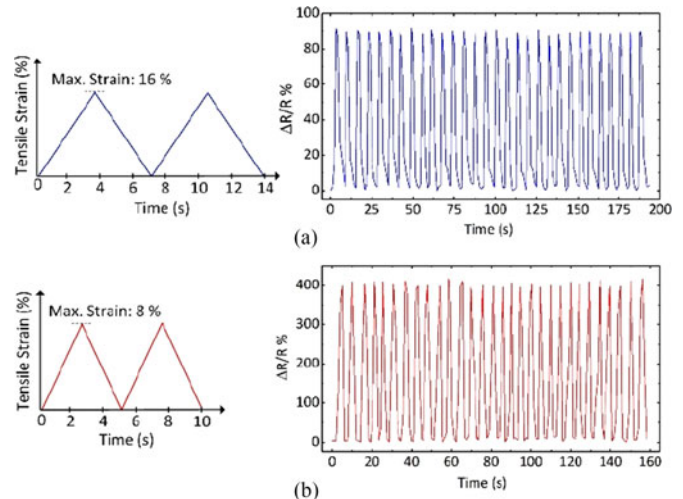 Tensile Strain (%)
Max. Strain: 16 %
0 2 4 6 8 10 12 14
Time (s)
ΔR/R %
100
80
60
40
20
0
0 25 50 75 100 125 150 175 200
Time (s)
(a)
Tensile Strain (%)
Max. Strain: 8 %
0 2 4 6 8 10
Time (s)
ΔR/R %
400
300
200
100
0
0 20 40 60 80 100 120 140 160
Time (s)
(b)